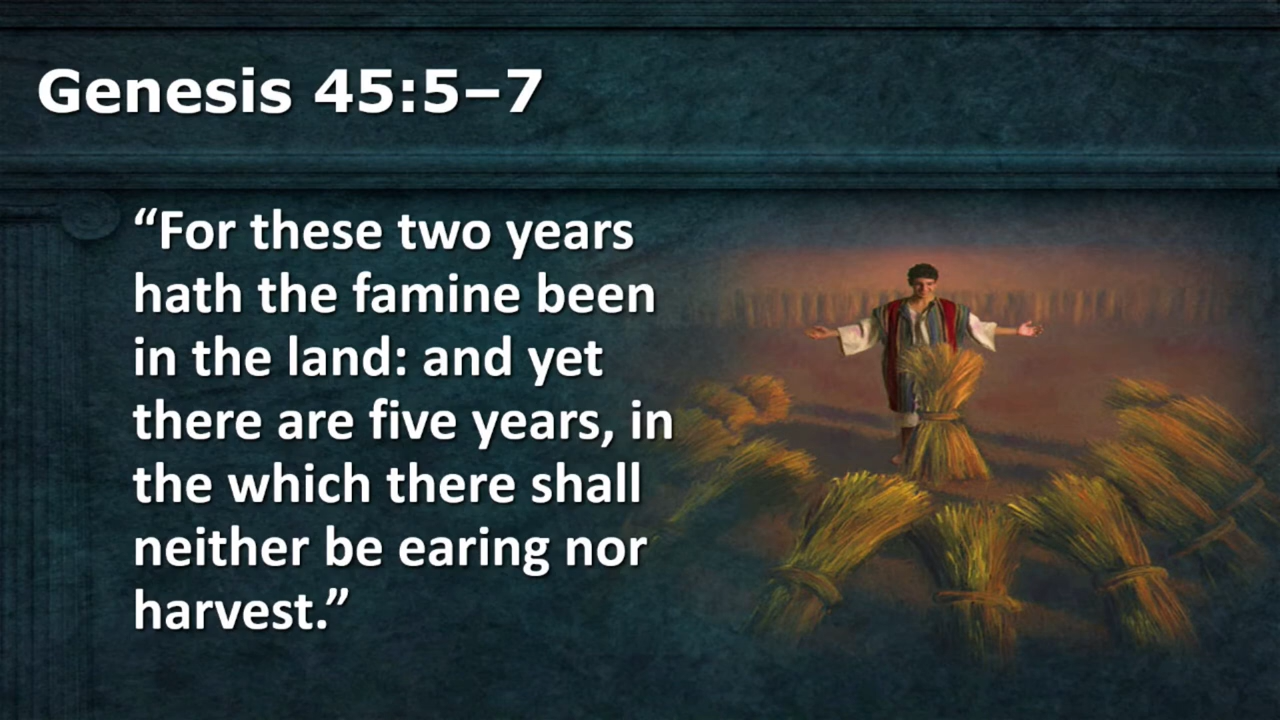 Genesis 45:5–7
“For these two years
hath the famine been
in the land: and yet
there are five years, in
the which there shall
neither be earing nor
harvest.”